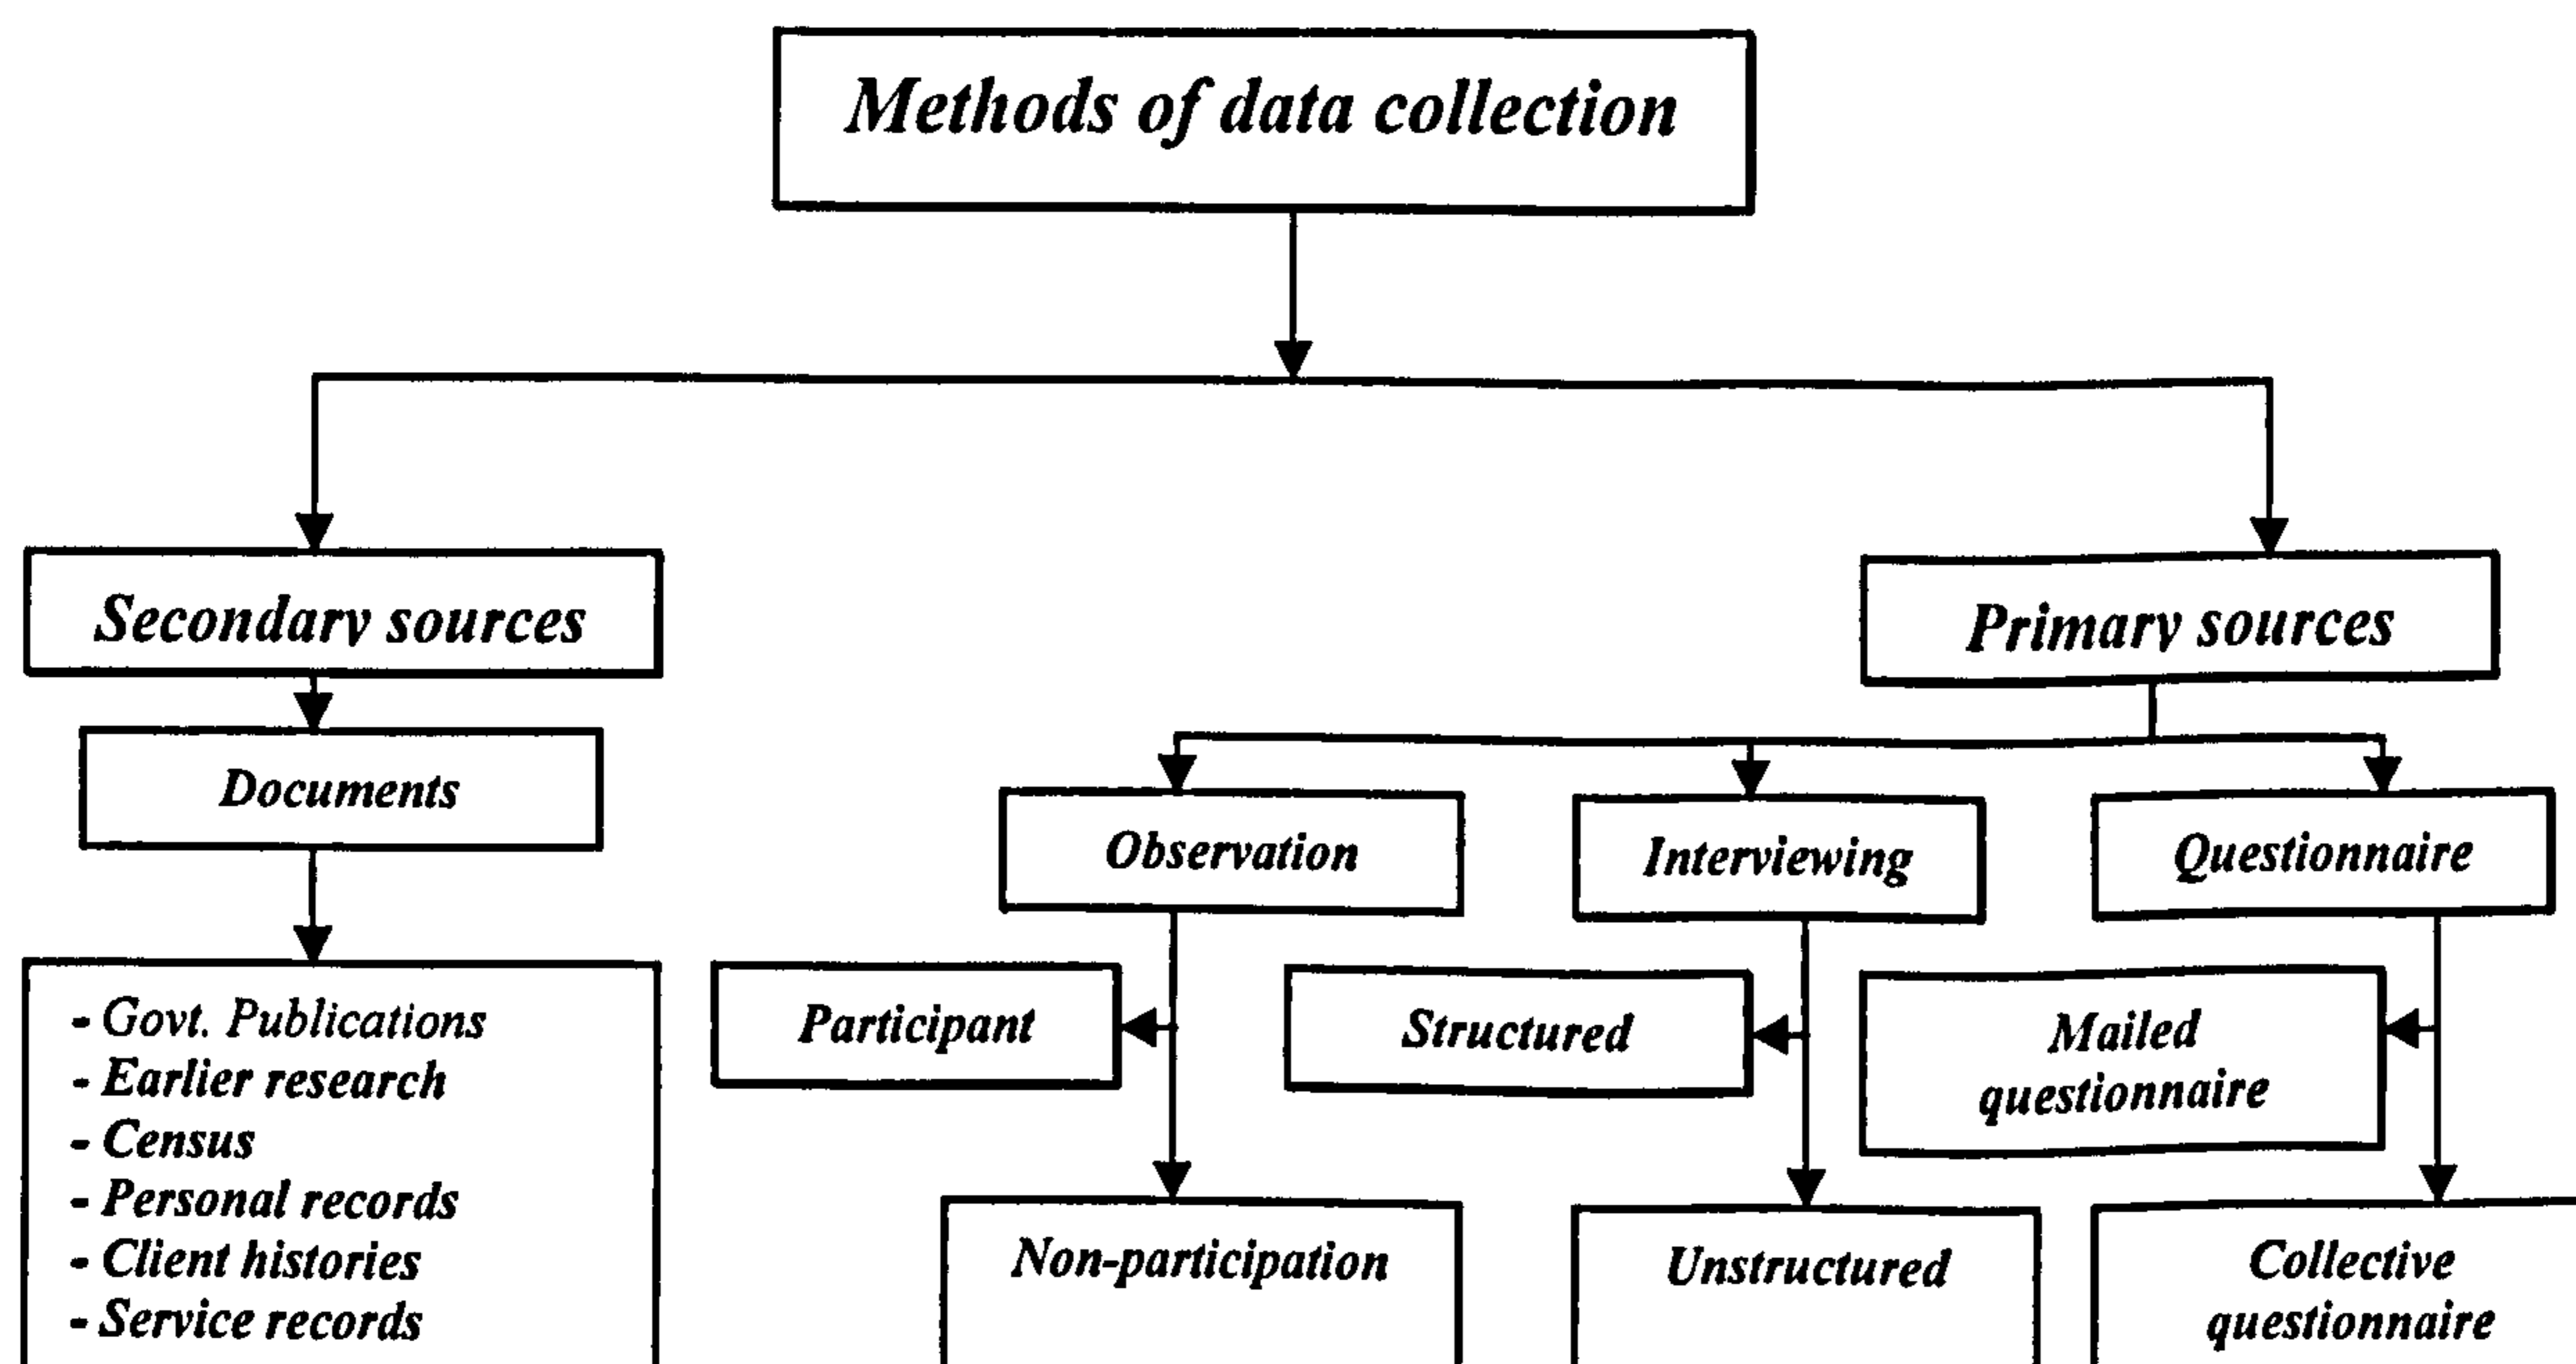 Methods of data collection
Secondary sources
Primary sources
Documents
Observation
Interviewing
Questionnaire
- Govt. Publications
- Earlier research
- Census
- Personal records
- Client histories
- Service records
Participant
Structured
Mailed
questionnaire
Non-participation
Unstructured
Collective
questionnaire